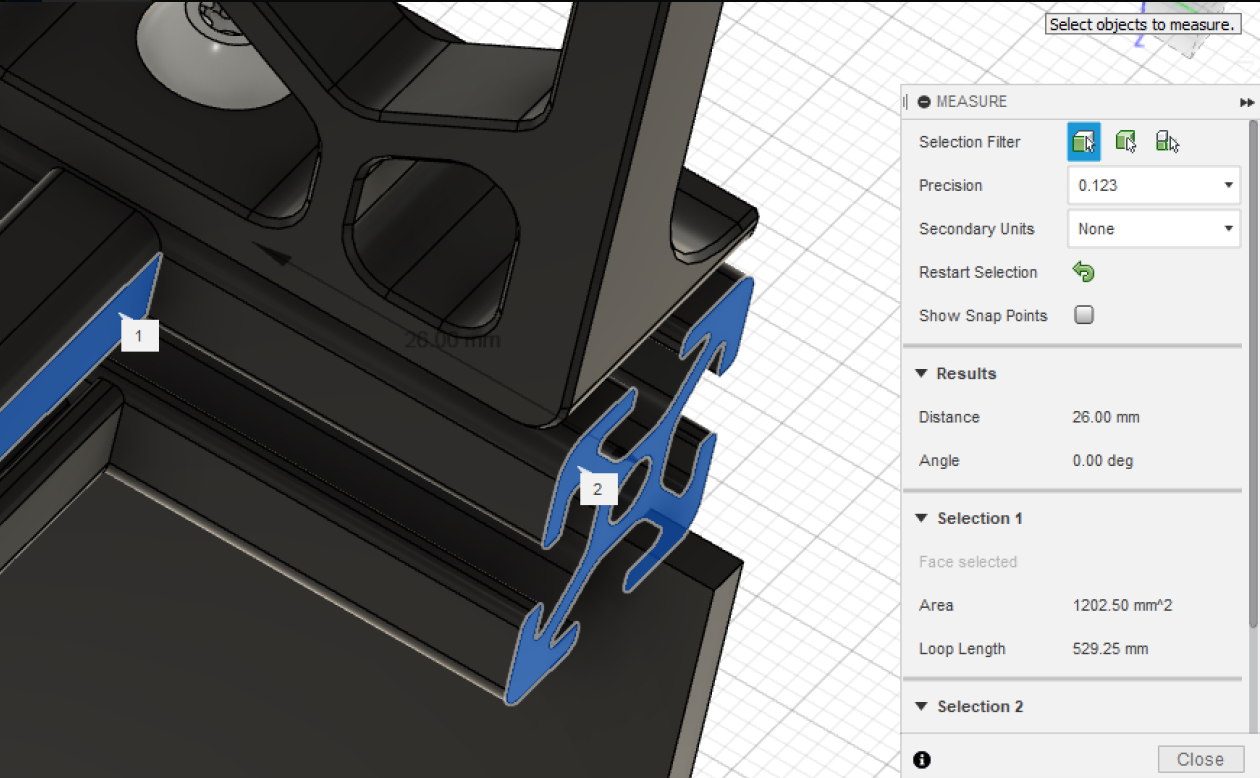 Select objects to measure.
MEASURE
Selection Filter
Precision 0.123
Secondary Units None
Restart Selection
Show Snap Points
Results
Distance 26.00 mm
Angle 0.00 deg
Selection 1
Face selected
Area 1202.50 mm^2
Loop Length 529.25 mm
Selection 2
Close
1
26.00 mm
2